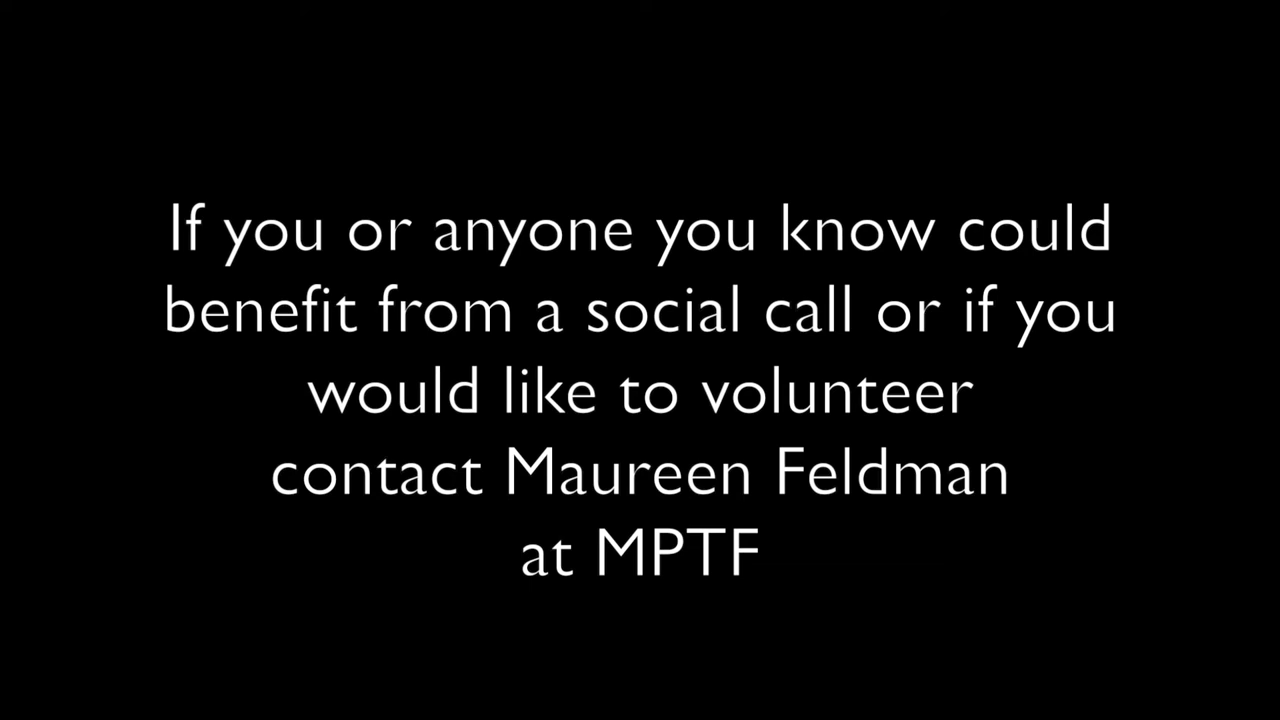 If you or anyone you know could
benefit from a social call or if you
would like to volunteer
contact Maureen Feldman
at MPTF